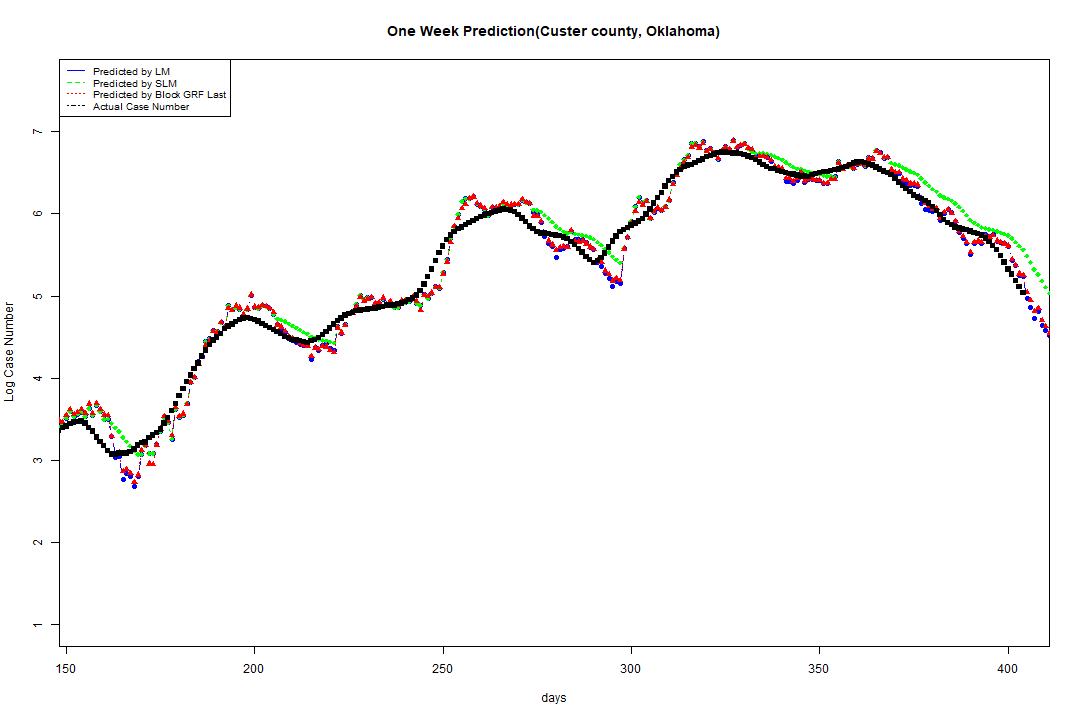 One Week Prediction(Custer county, Oklahoma)
Predicted by LM
Predicted by SLM
Predicted by Block GRF Last
Actual Case Number
7
6
5
4
3
2
1
Log Case Number
150 200 250 300 350 400
days